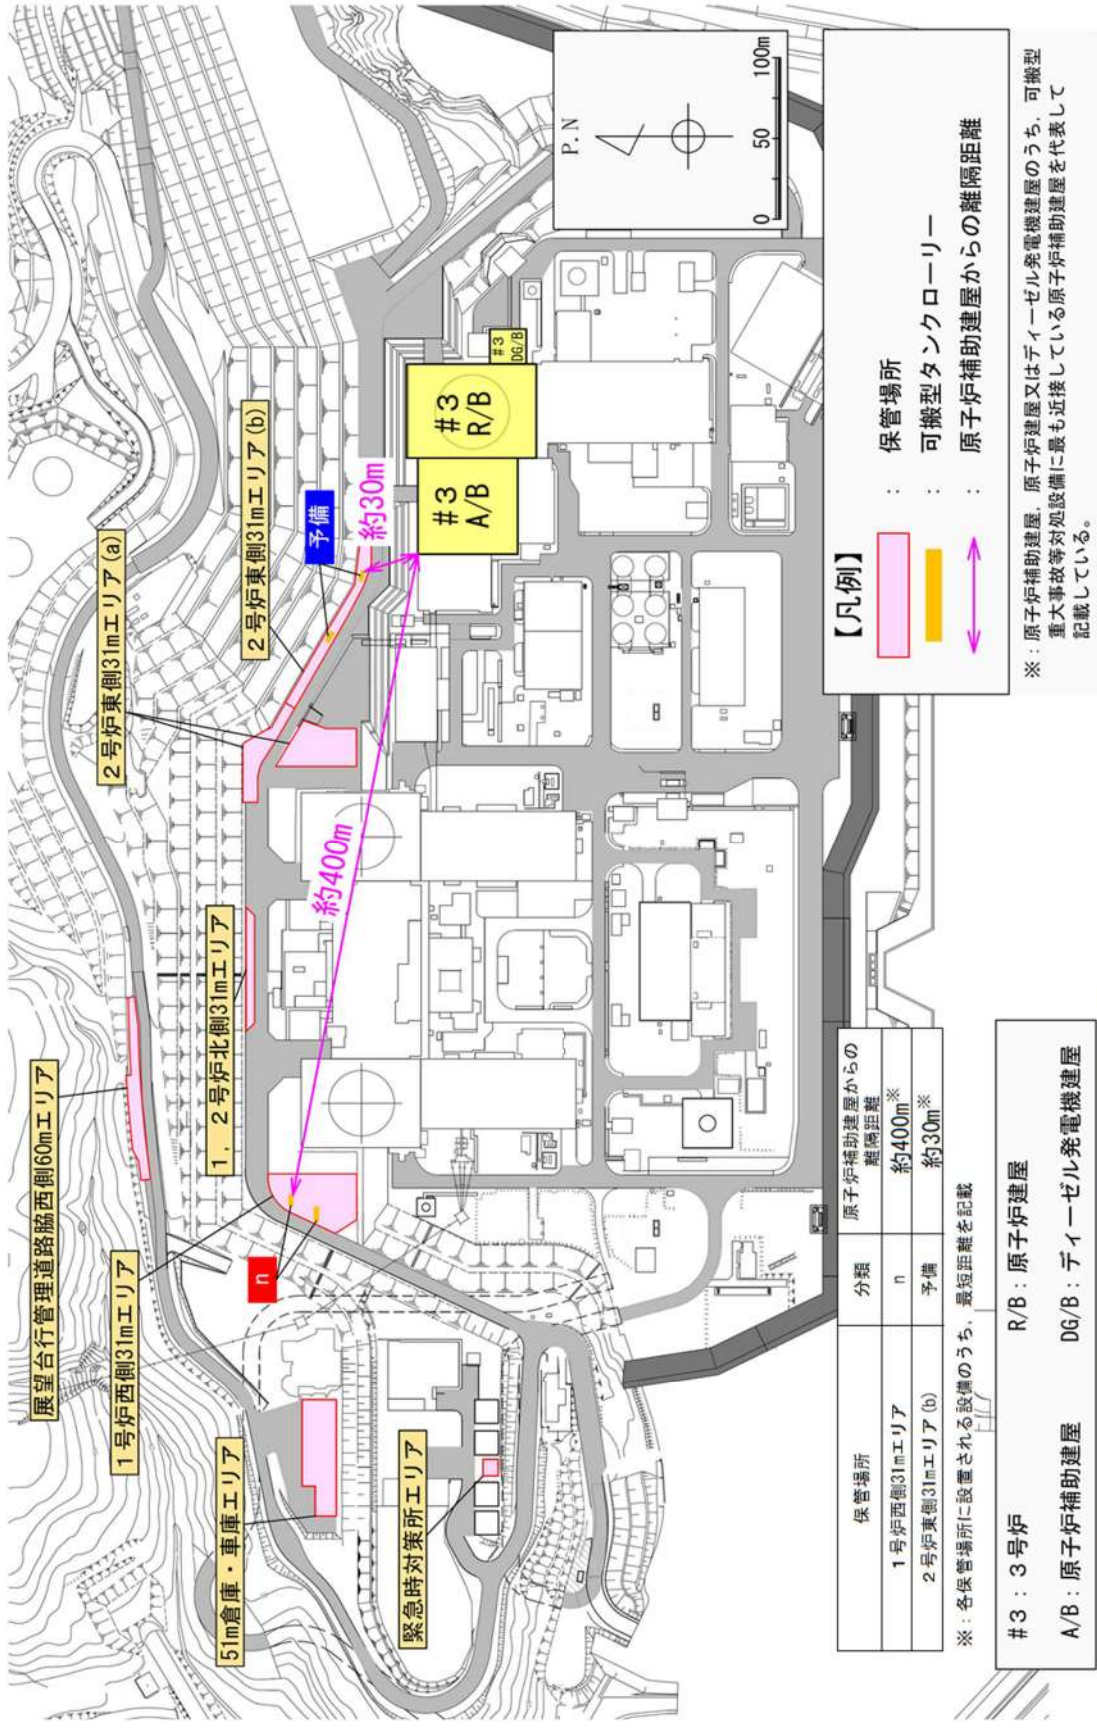 展望台行管理道路脇西側60mエリア
1号炉西側31mエリア
51m倉庫・車庫エリア
緊急時対策所エリア
1，2号炉北側31mエリア
2号炉東側31mエリア(a)
2号炉東側31mエリア(b)
n
予備
約30m
約400m
#3
A/B
#3
R/B
#3
DG/B
P.N
0 50 100m
【凡例】
： 保管場所
： 可搬型タンクローリー
： 原子炉補助建屋からの離隔距離
※：原子炉補助建屋，原子炉建屋又はディーゼル発電機建屋のうち，可搬型
重大事故等対処設備に最も近接している原子炉補助建屋を代表して
記載している。
保管場所 分類 原子炉補助建屋からの
離隔距離
1号炉西側31mエリア n 約400m※
2号炉東側31mエリア(b) 予備 約30m※
※：各保管場所に設置される設備のうち，最短距離を記載
#3：3号炉 R/B：原子炉建屋
A/B：原子炉補助建屋 DG/B：ディーゼル発電機建屋